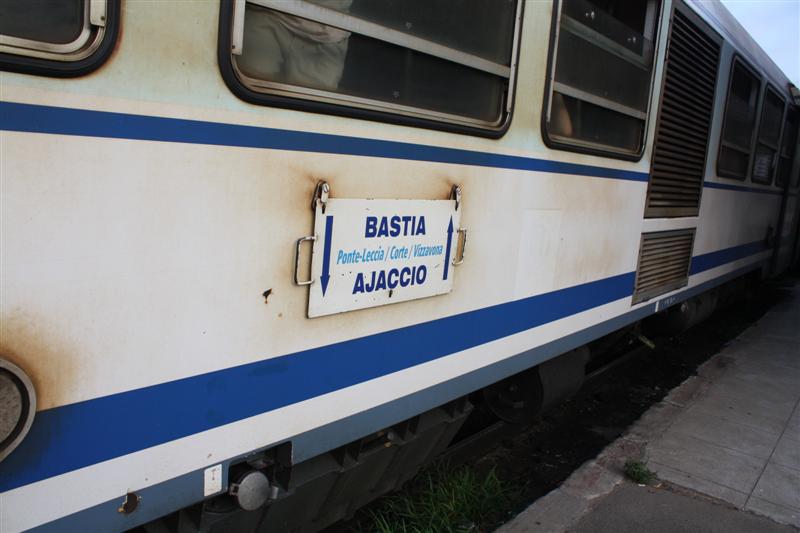 BASTIA
Ponte-Leccia / Corte / Vizzavona
AJACCIO